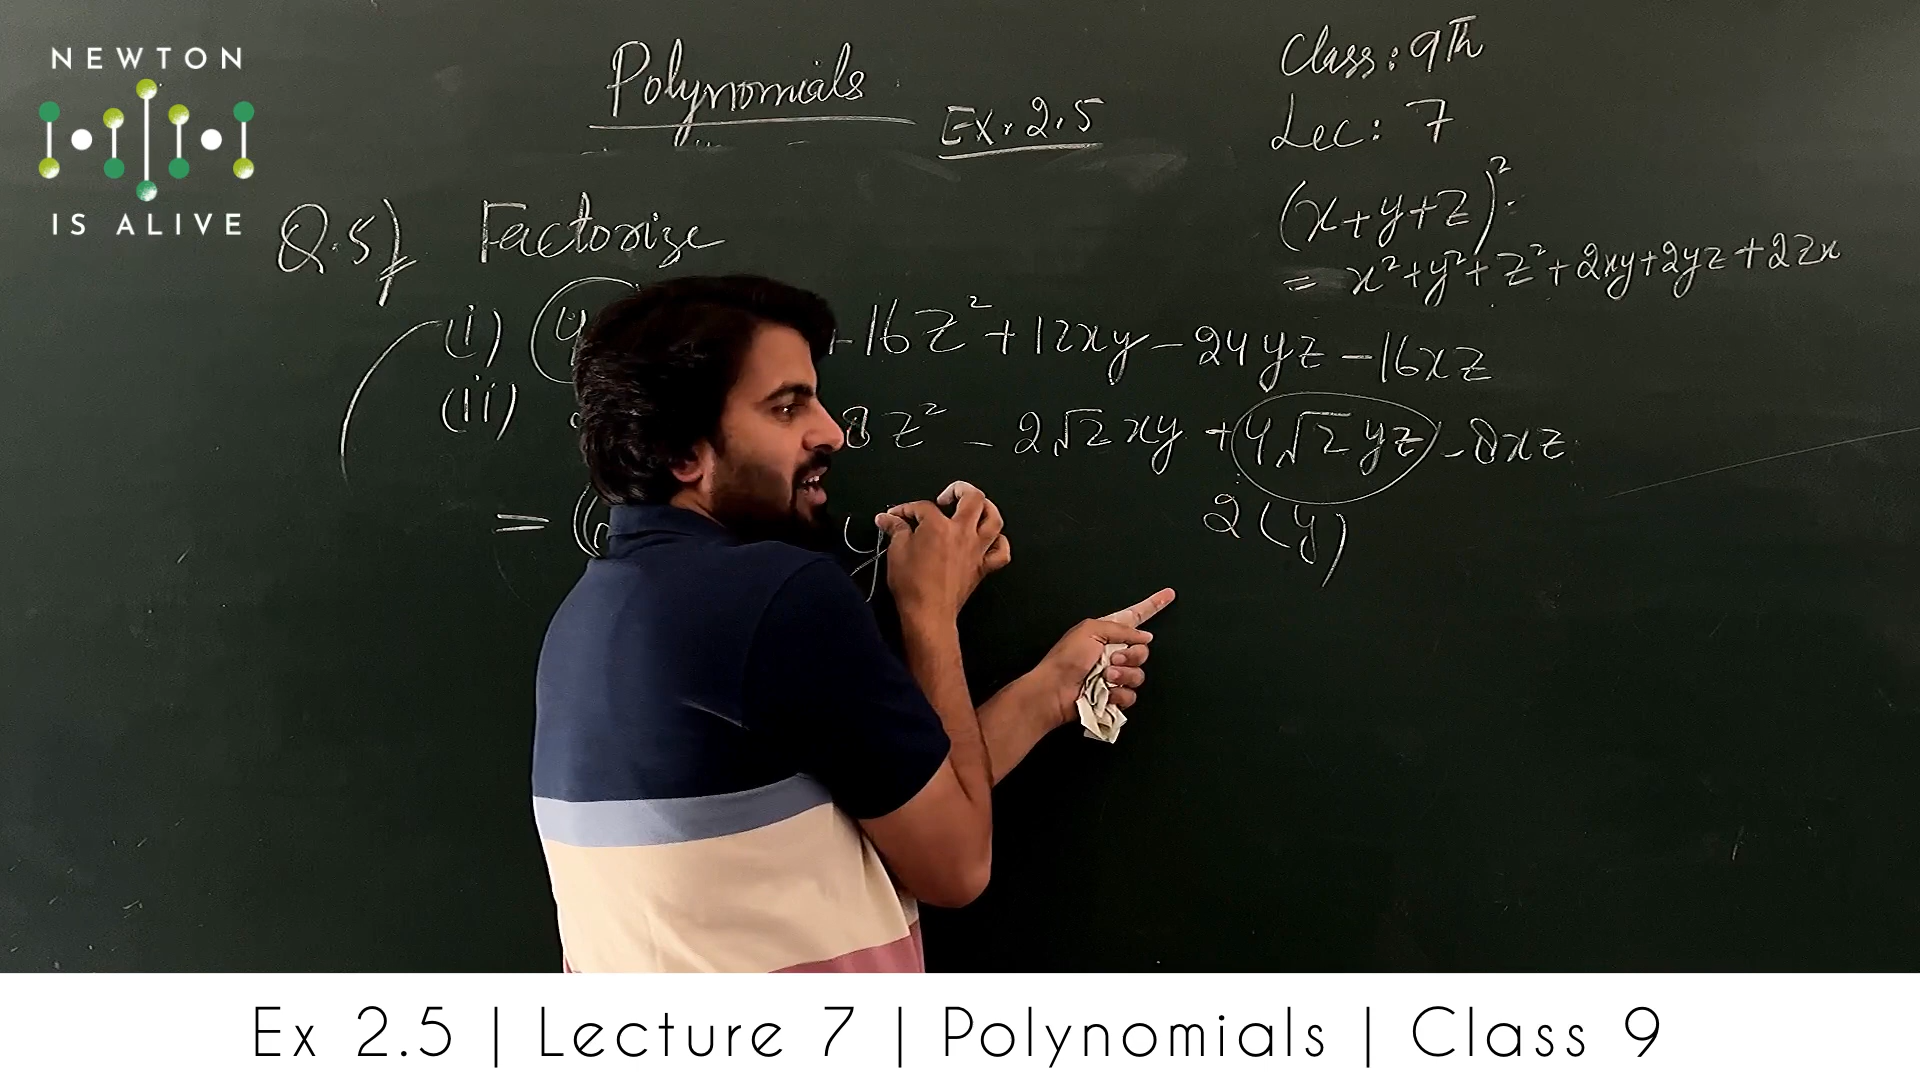 NEWTON
IS ALIVE
Polynomials
Ex. 2.5
Class: 9Th
Lec: 7
(x+y+z)²
= x²+y²+z²+2xy+2yz+2zx
Q.5) Factorize
(i) +16z²+12xy-24yz-16xz
(ii) 8z² - 2√2xy +4√2yz-8xz
2(y)
= ( y
Ex 2.5 | Lecture 7 | Polynomials | Class 9